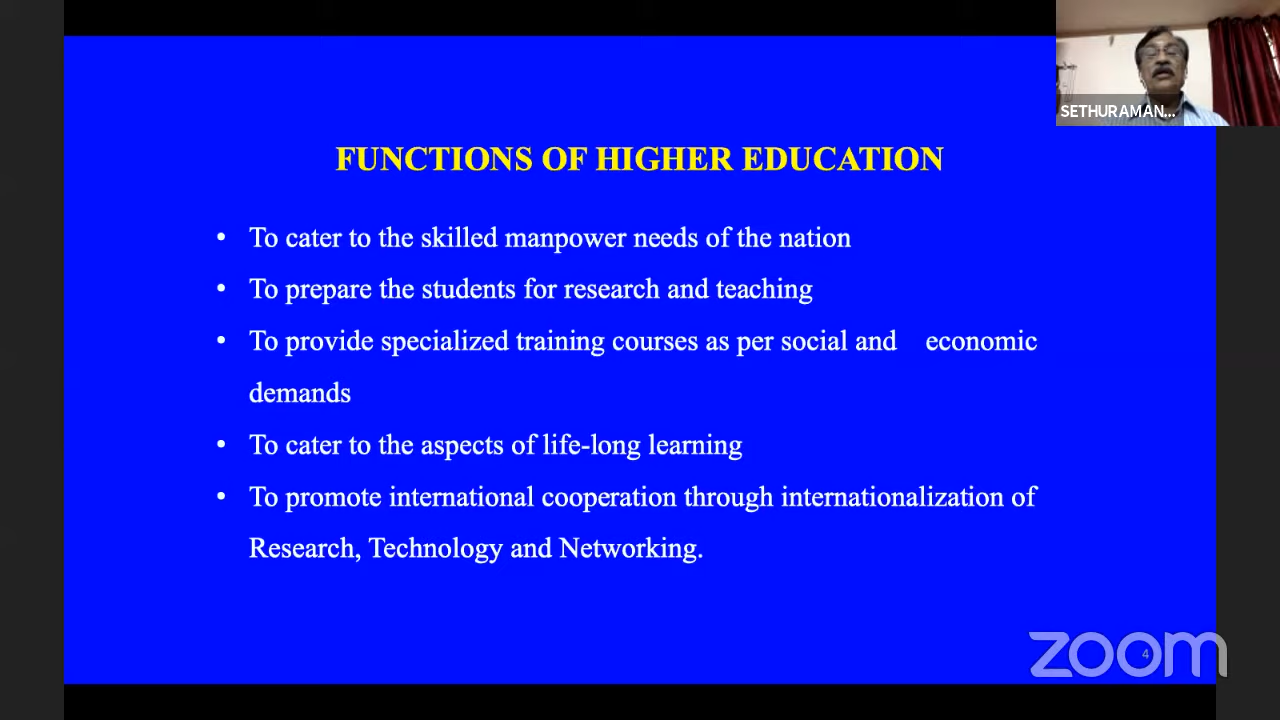 SETHURAMAN...
FUNCTIONS OF HIGHER EDUCATION
• To cater to the skilled manpower needs of the nation
• To prepare the students for research and teaching
• To provide specialized training courses as per social and economic
demands
• To cater to the aspects of life-long learning
• To promote international cooperation through internationalization of
Research, Technology and Networking.
zoom
4